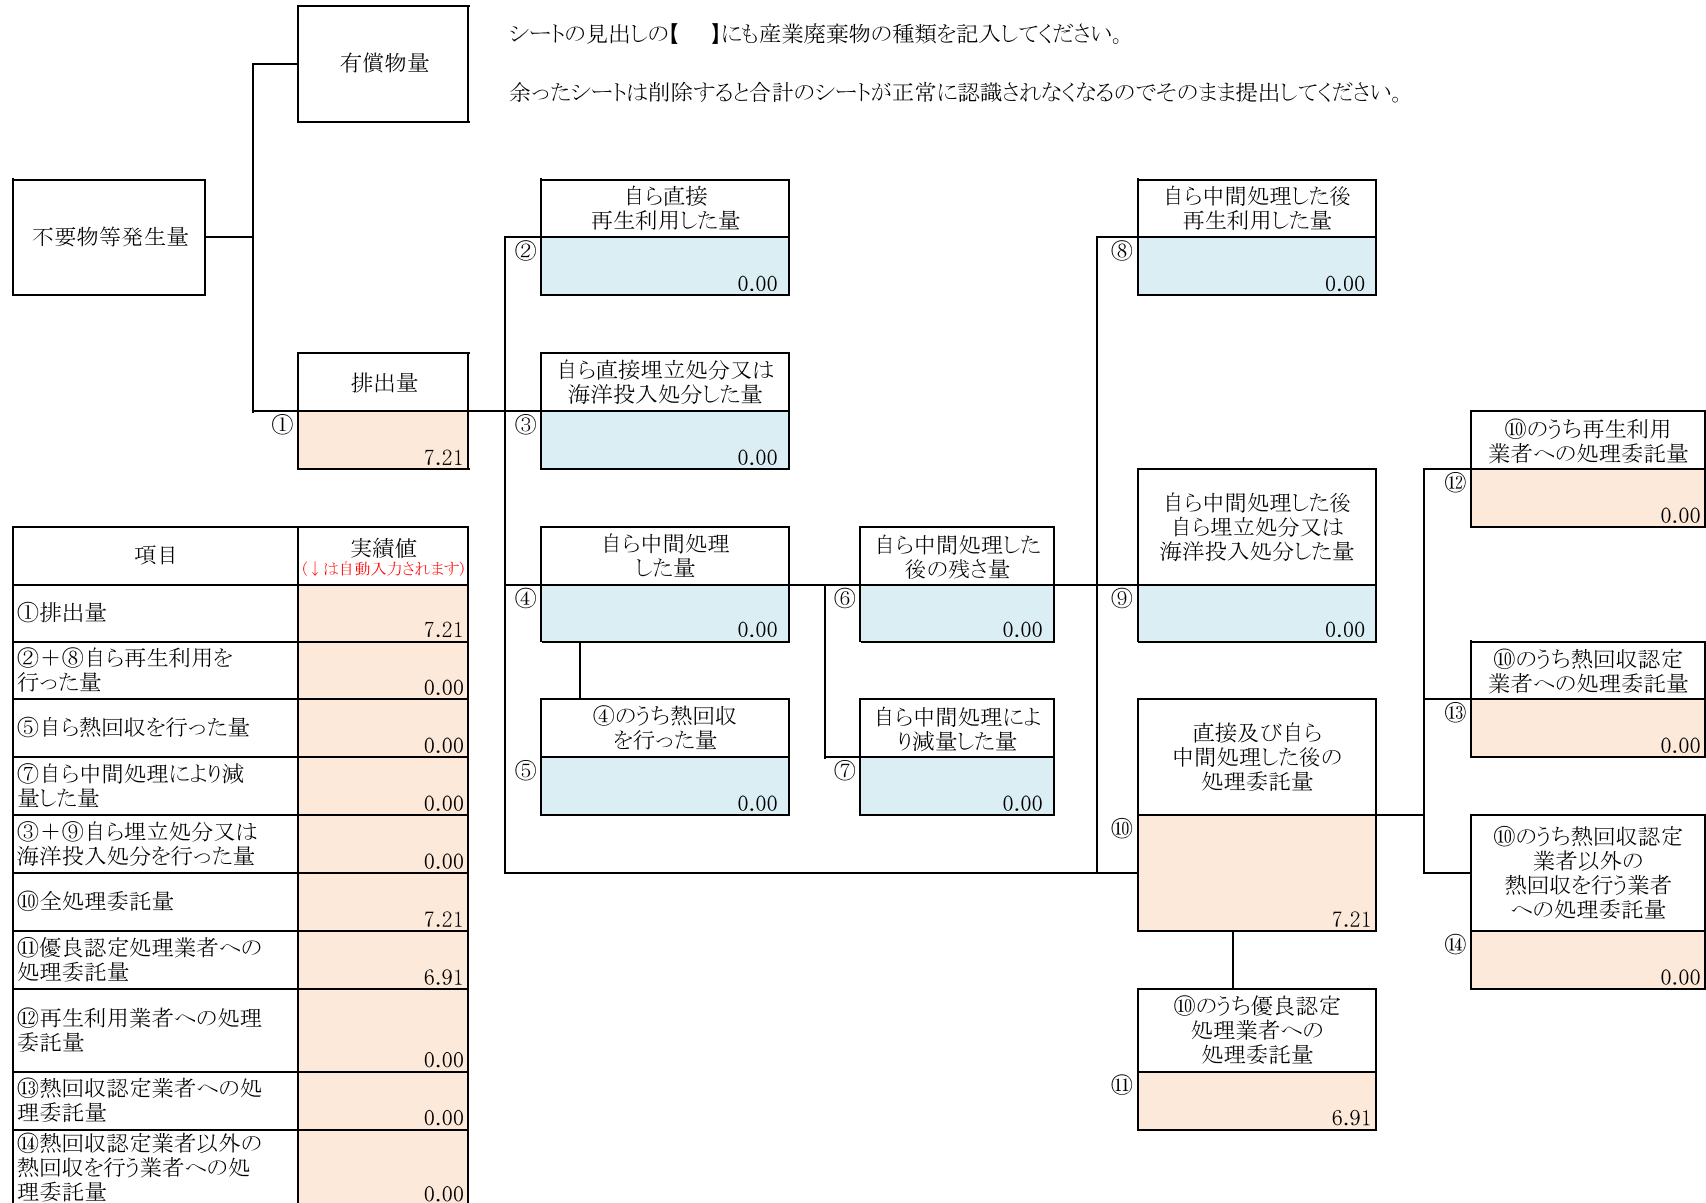 シートの見出しの【　】にも産業廃棄物の種類を記入してください。
有償物量
余ったシートは削除すると合計のシートが正常に認識されなくなるのでそのまま提出してください。
不要物等発生量
自ら直接
再生利用した量
②
0.00
自ら中間処理した後
再生利用した量
⑧
0.00
排出量
①
7.21
自ら直接埋立処分又は
海洋投入処分した量
③
0.00
⑩のうち再生利用
業者への処理委託量
⑫
0.00
自ら中間処理
した量
④
0.00
自ら中間処理した
後の残さ量
⑥
0.00
自ら中間処理した後
自ら埋立処分又は
海洋投入処分した量
⑨
0.00
⑩のうち熱回収認定
業者への処理委託量
⑬
0.00
④のうち熱回収
を行った量
⑤
0.00
自ら中間処理によ
り減量した量
⑦
0.00
直接及び自ら
中間処理した後の
処理委託量
⑩
7.21
⑩のうち熱回収認定
業者以外の
熱回収を行う業者
への処理委託量
⑭
0.00
⑩のうち優良認定
処理業者への
処理委託量
⑪
6.91
項目
実績値
(↓は自動入力されます)
①排出量
7.21
②＋⑧自ら再生利用を
行った量
0.00
⑤自ら熱回収を行った量
0.00
⑦自ら中間処理により減
量した量
0.00
③＋⑨自ら埋立処分又は
海洋投入処分を行った量
0.00
⑩全処理委託量
7.21
⑪優良認定処理業者への
処理委託量
6.91
⑫再生利用業者への処理
委託量
0.00
⑬熱回収認定業者への処
理委託量
0.00
⑭熱回収認定業者以外の
熱回収を行う業者への処
理委託量
0.00